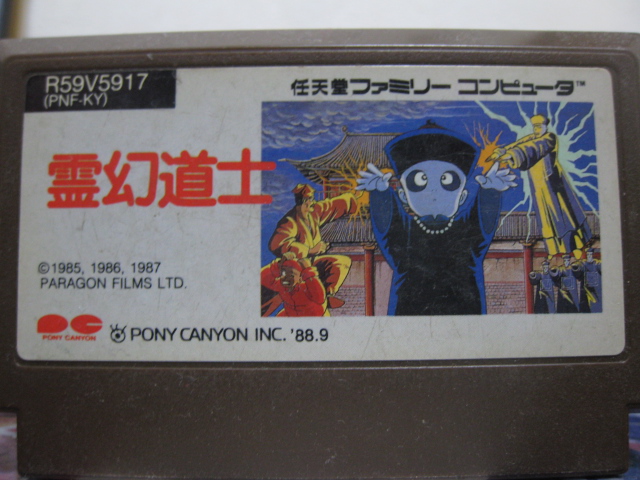 R59V5917
(PNF-KY)
任天堂ファミリーコンピュータ™
霊幻道士
©1985, 1986, 1987
PARAGON FILMS LTD.
PONY CANYON
PONY CANYON INC. '88.9